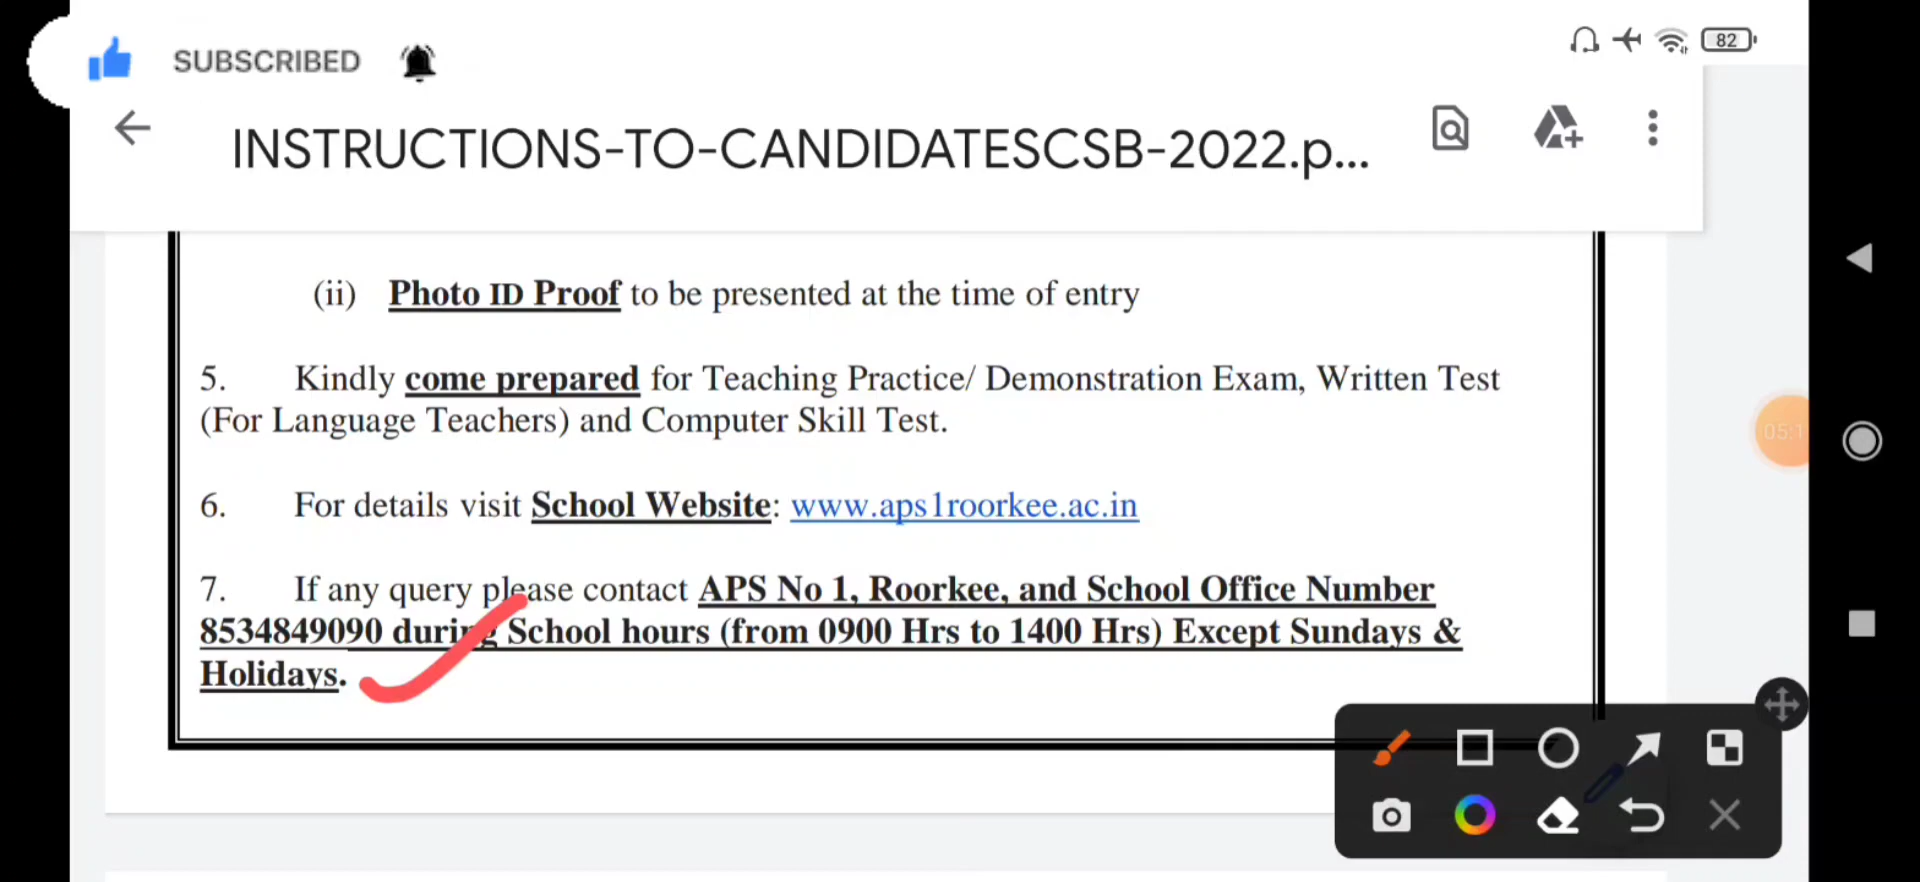 SUBSCRIBED
82
INSTRUCTIONS-TO-CANDIDATESCSB-2022.p...
(ii) Photo ID Proof to be presented at the time of entry
5. Kindly come prepared for Teaching Practice/ Demonstration Exam, Written Test
(For Language Teachers) and Computer Skill Test.
05:1
6. For details visit School Website: www.aps1roorkee.ac.in
7. If any query please contact APS No 1, Roorkee, and School Office Number
8534849090 during School hours (from 0900 Hrs to 1400 Hrs) Except Sundays &
Holidays.